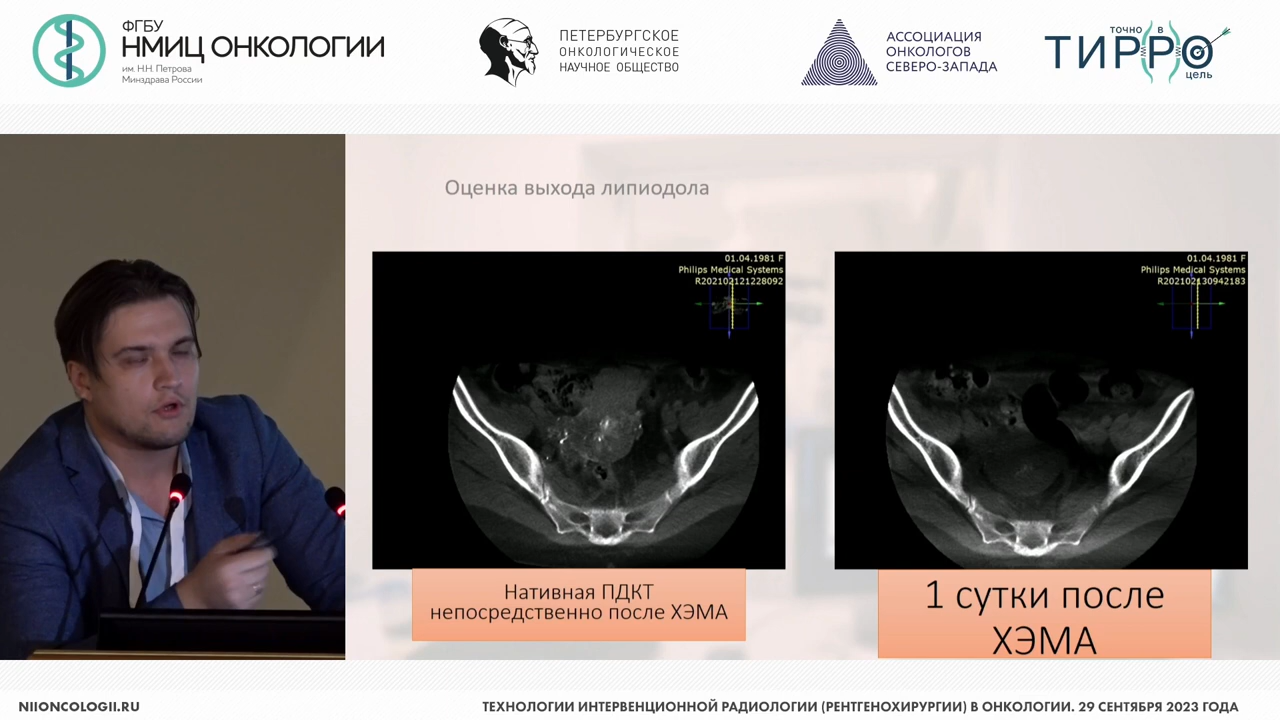 ФГБУ
НМИЦ ОНКОЛОГИИ
им. Н.Н. Петрова
Минздрава России
ПЕТЕРБУРГСКОЕ
ОНКОЛОГИЧЕСКОЕ
НАУЧНОЕ ОБЩЕСТВО
АССОЦИАЦИЯ
ОНКОЛОГОВ
СЕВЕРО-ЗАПАДА
точно в
ТИРРО
цель
Оценка выхода липиодола
01.04.1981 F
Philips Medical Systems
R202102121228092
01.04.1981 F
Philips Medical Systems
R202102130942183
Нативная ПДКТ
непосредственно после ХЭМА
1 сутки после
ХЭМА
NIIONCOLOGII.RU
ТЕХНОЛОГИИ ИНТЕРВЕНЦИОННОЙ РАДИОЛОГИИ (РЕНТГЕНОХИРУРГИИ) В ОНКОЛОГИИ. 29 СЕНТЯБРЯ 2023 ГОДА